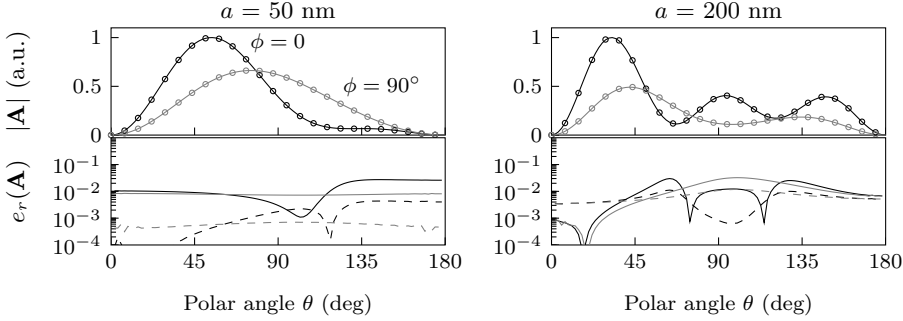 a = 50 nm
a = 200 nm
|A| (a.u.)
1
0.5
0
ϕ = 0
ϕ = 90°
1
0.5
0
e_r(A)
10⁻¹
10⁻²
10⁻³
10⁻⁴
0 45 90 135 180
Polar angle θ (deg)
10⁻¹
10⁻²
10⁻³
10⁻⁴
0 45 90 135 180
Polar angle θ (deg)